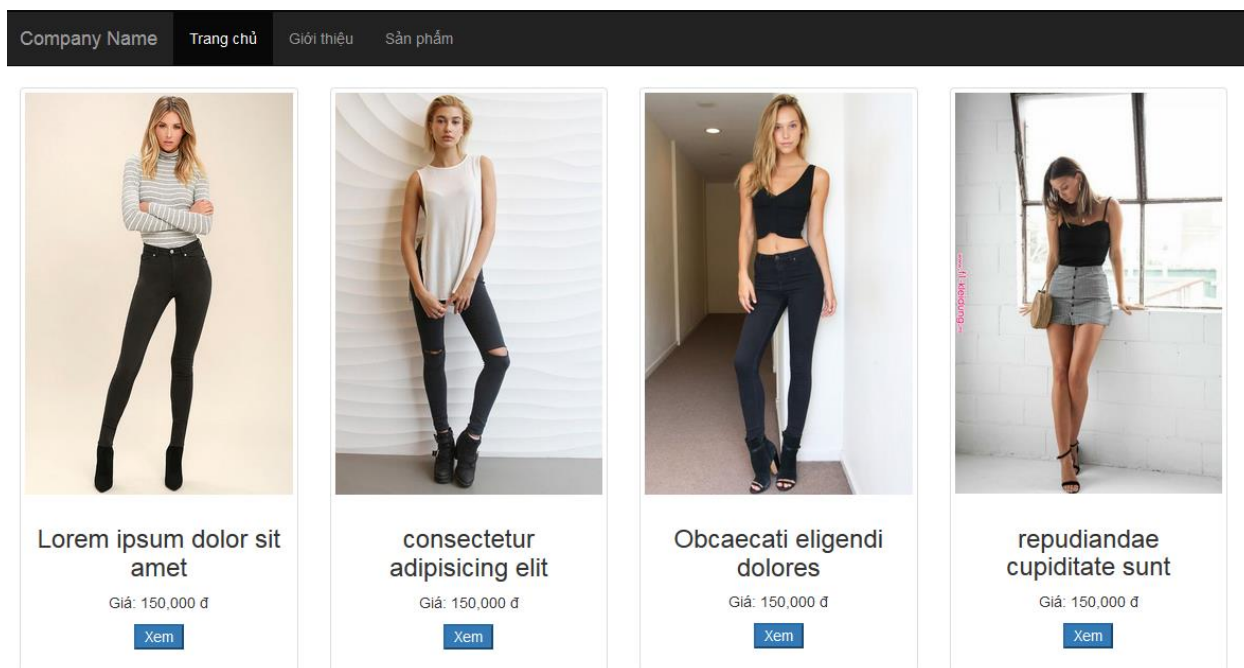 Company Name Trang chủ Giới thiệu Sản phẩm
Lorem ipsum dolor sit
amet
Giá: 150,000 đ
Xem
consectetur
adipisicing elit
Giá: 150,000 đ
Xem
Obcaecati eligendi
dolores
Giá: 150,000 đ
Xem
kleidung
repudiandae
cupiditate sunt
Giá: 150,000 đ
Xem